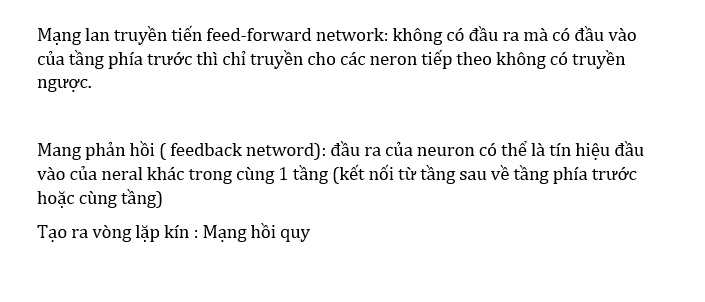 Mạng lan truyền tiến feed-forward network: không có đầu ra mà có đầu vào
của tầng phía trước thì chỉ truyền cho các neron tiếp theo không có truyền
ngược.
Mang phản hồi ( feedback netword): đầu ra của neuron có thể là tín hiệu đầu
vào của neral khác trong cùng 1 tầng (kết nối từ tầng sau về tầng phía trước
hoặc cùng tầng)
Tạo ra vòng lặp kín : Mạng hồi quy